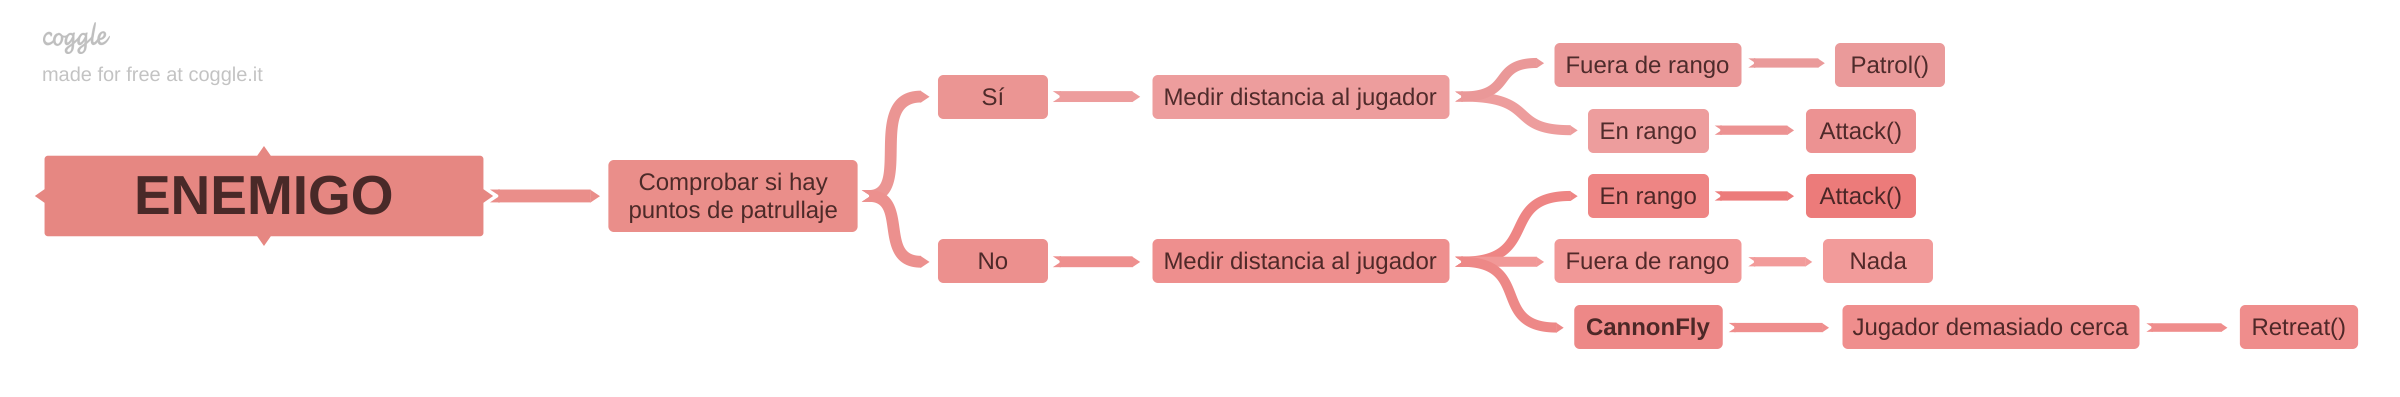 coggle
made for free at coggle.it
ENEMIGO
Comprobar si hay
puntos de patrullaje
Sí
Medir distancia al jugador
Fuera de rango
Patrol()
En rango
Attack()
No
Medir distancia al jugador
En rango
Attack()
Fuera de rango
Nada
CannonFly
Jugador demasiado cerca
Retreat()